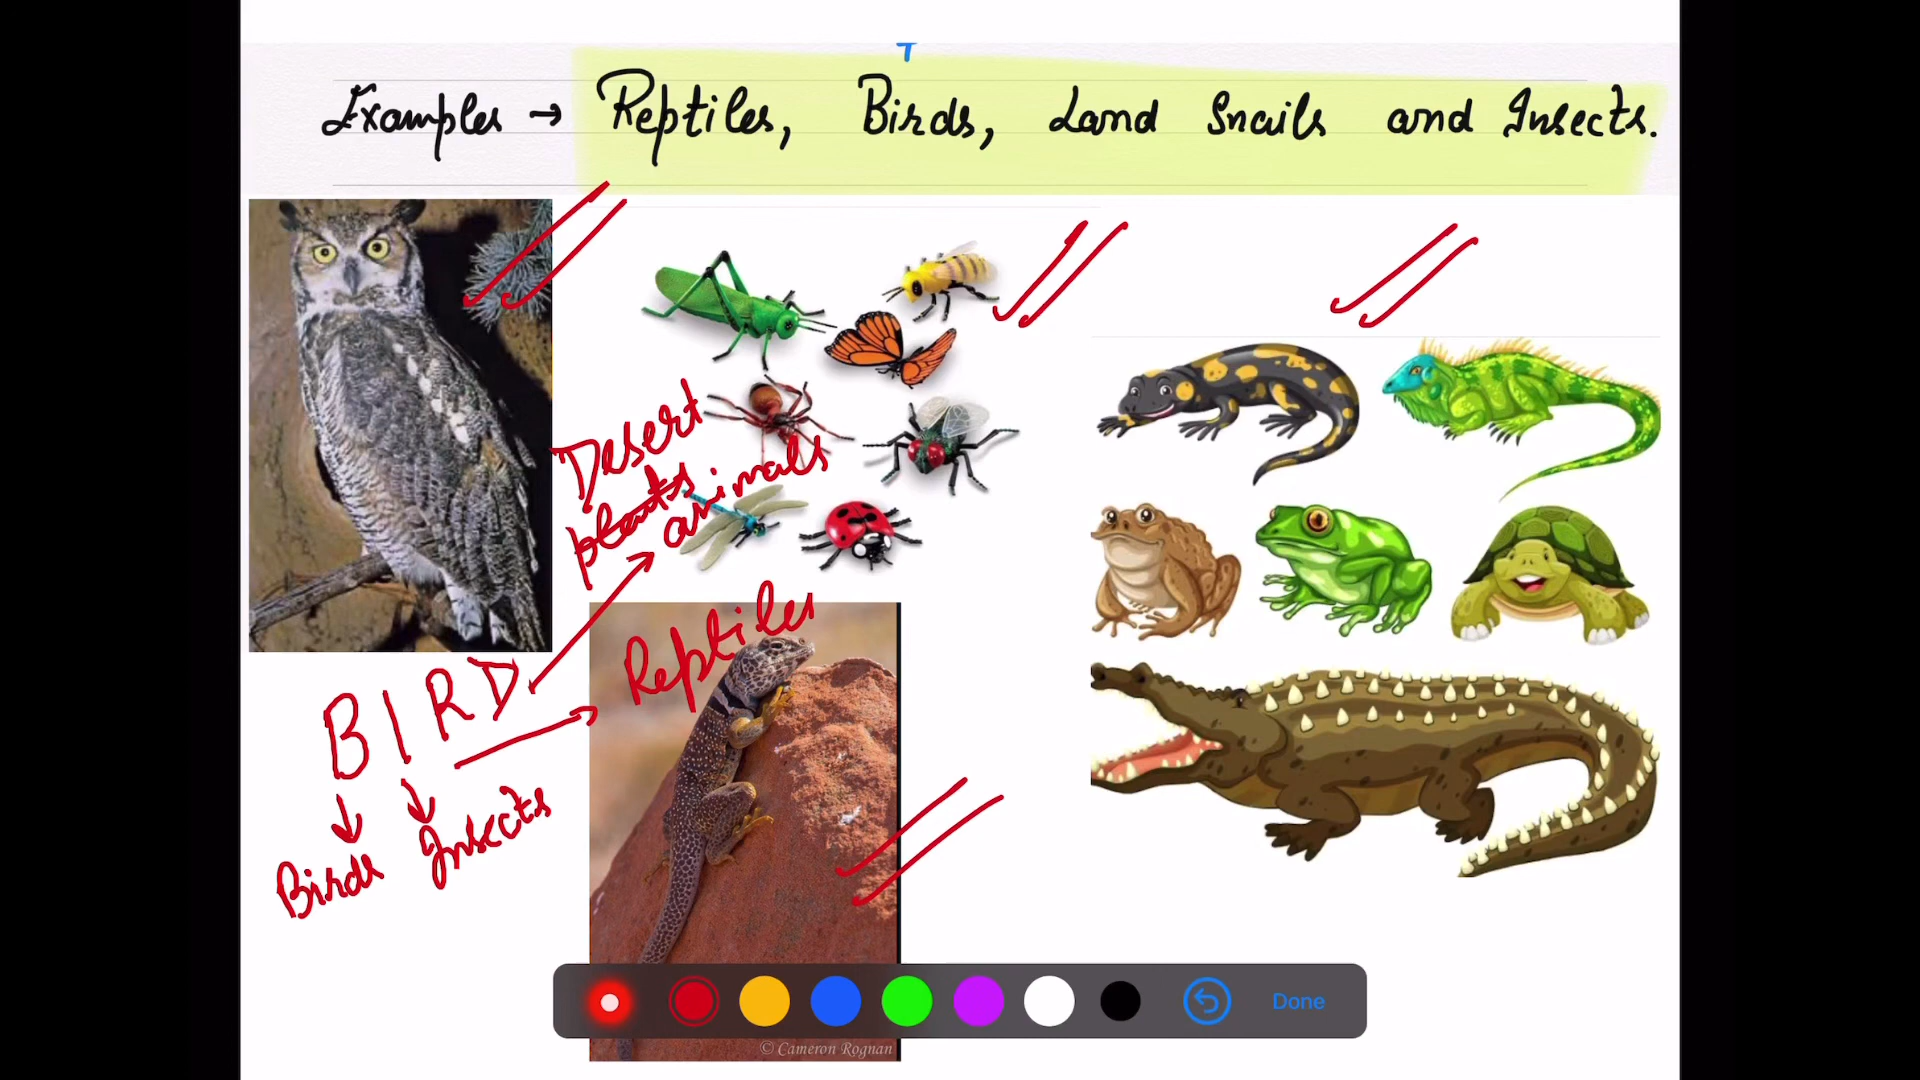 Examples → Reptiles, Birds, Land Snails and Insects.
Desert
plants
animals
Reptiles
BIRD
Birds
Insects
Done
© Cameron Rognan